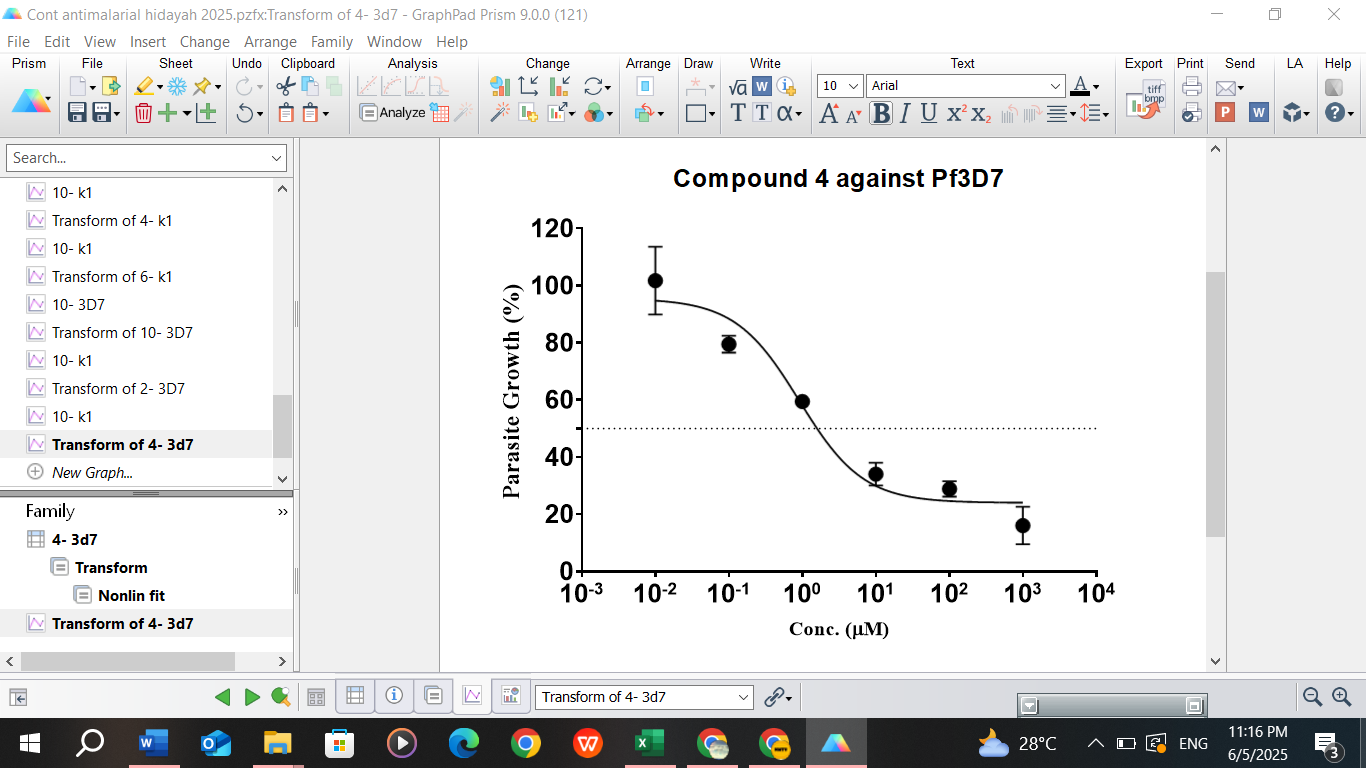 Cont antimalarial hidayah 2025.pzfx:Transform of 4- 3d7 - GraphPad Prism 9.0.0 (121)
File Edit View Insert Change Arrange Family Window Help
Prism File Sheet Undo Clipboard Analysis Change Arrange Draw Write Text Export Print Send LA Help
10 Arial
Analyze
tiff
bmp
Search...
10- k1
Transform of 4- k1
10- k1
Transform of 6- k1
10- 3D7
Transform of 10- 3D7
10- k1
Transform of 2- 3D7
10- k1
Transform of 4- 3d7
New Graph...
Family
4- 3d7
Transform
Nonlin fit
Transform of 4- 3d7
Compound 4 against Pf3D7
Parasite Growth (%)
120
100
80
60
40
20
0
10⁻³ 10⁻² 10⁻¹ 10⁰ 10¹ 10² 10³ 10⁴
Conc. (µM)
Transform of 4- 3d7
28°C
ENG
11:16 PM
6/5/2025
3